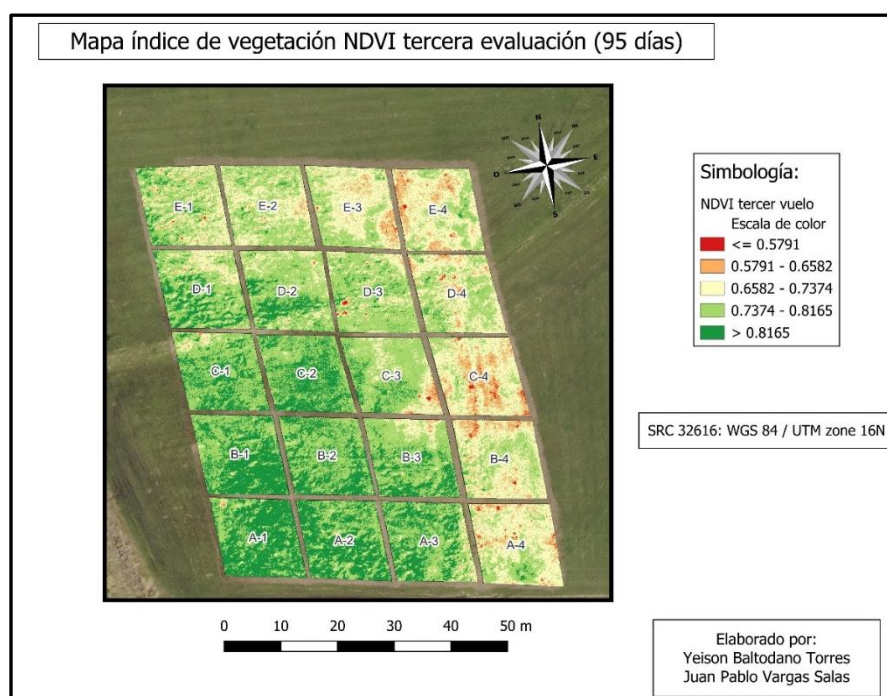 Mapa índice de vegetación NDVI tercera evaluación (95 días)
N
E
S
O
E-1 E-2 E-3 E-4
D-1 D-2 D-3 D-4
C-1 C-2 C-3 C-4
B-1 B-2 B-3 B-4
A-1 A-2 A-3 A-4
Simbología:
NDVI tercer vuelo
Escala de color
<= 0.5791
0.5791 - 0.6582
0.6582 - 0.7374
0.7374 - 0.8165
> 0.8165
SRC 32616: WGS 84 / UTM zone 16N
0 10 20 30 40 50 m
Elaborado por:
Yeison Baltodano Torres
Juan Pablo Vargas Salas